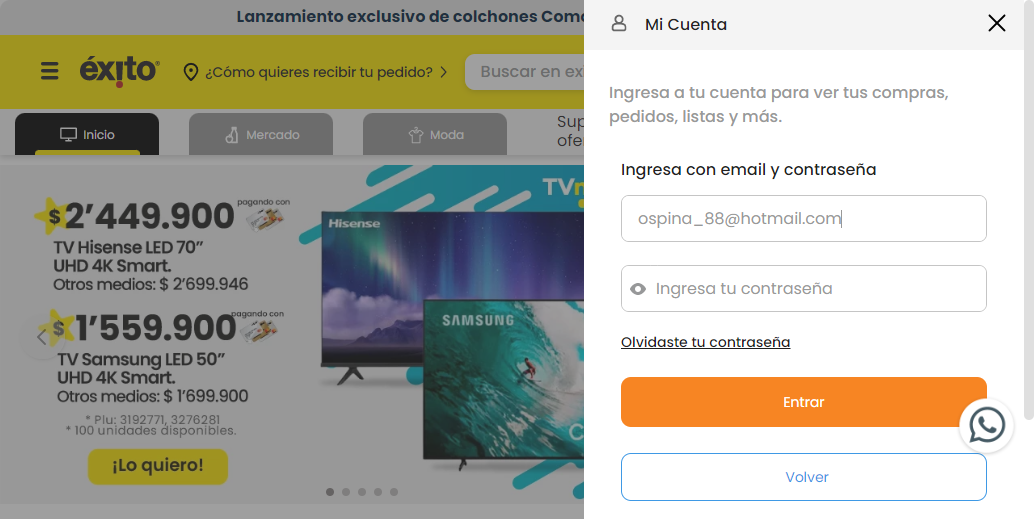 Lanzamiento exclusivo de colchones Como
Mi Cuenta
éxito
¿Cómo quieres recibir tu pedido?
Buscar en ex
Inicio
Mercado
Moda
Sup
ofe
Ingresa a tu cuenta para ver tus compras,
pedidos, listas y más.
Ingresa con email y contraseña
ospina_88@hotmail.com
Ingresa tu contraseña
Olvidaste tu contraseña
Entrar
Volver
$2’449.900
pagando con
TV Hisense LED 70”
UHD 4K Smart.
Otros medios: $ 2’699.946
$1’559.900
pagando con
TV Samsung LED 50”
UHD 4K Smart.
Otros medios: $ 1’699.900
* Plu: 3192771, 3276281
* 100 unidades disponibles.
¡Lo quiero!
TV
Hisense
SAMSUNG